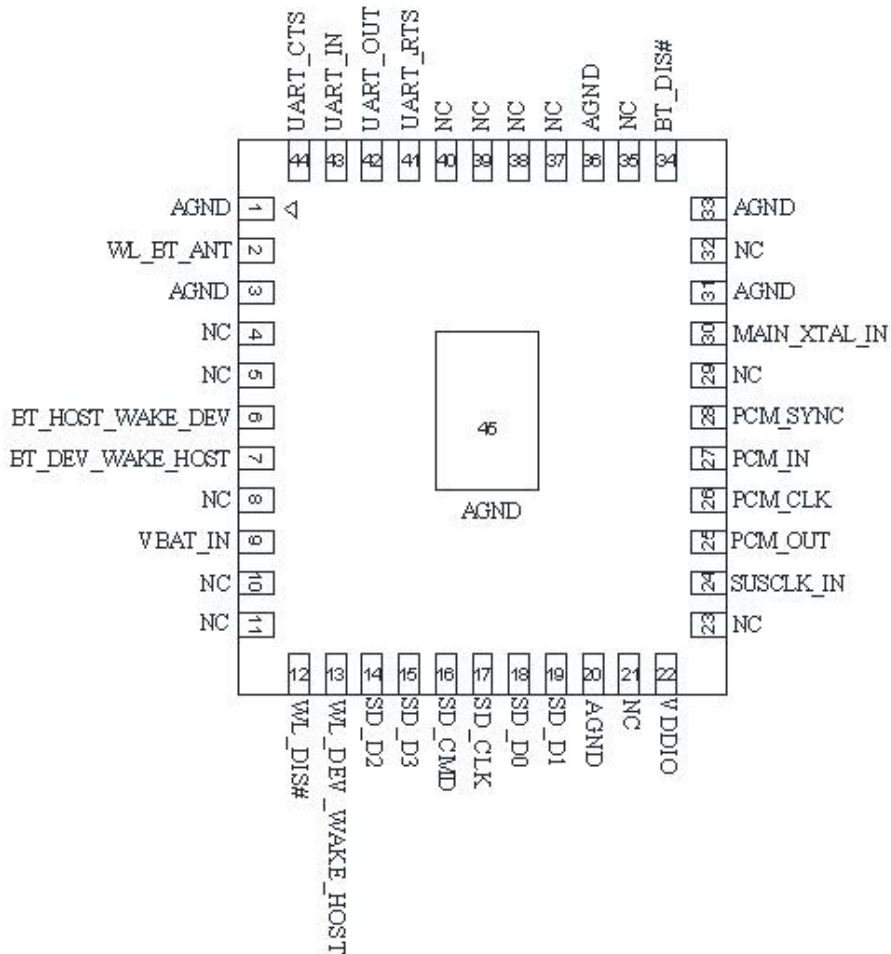 UART_CTS
UART_IN
UART_OUT
UART_RTS
NC
NC
NC
NC
AGND
NC
BT_DIS#
44
43
42
41
40
39
38
37
36
35
34
AGND 1
WL_BT_ANT 2
AGND 3
NC 4
NC 5
BT_HOST_WAKE_DEV 6
BT_DEV_WAKE_HOST 7
NC 8
VBAT_IN 9
NC 10
NC 11
45
AGND
33 AGND
32 NC
31 AGND
30 MAIN_XTAL_IN
29 NC
28 PCM_SYNC
27 PCM_IN
26 PCM_CLK
25 PCM_OUT
24 SUSCLK_IN
23 NC
12
13
14
15
16
17
18
19
20
21
22
WL_DIS#
WL_DEV_WAKE_HOST
SD_D2
SD_D3
SD_CMD
SD_CLK
SD_D0
SD_D1
AGND
NC
VDDIO